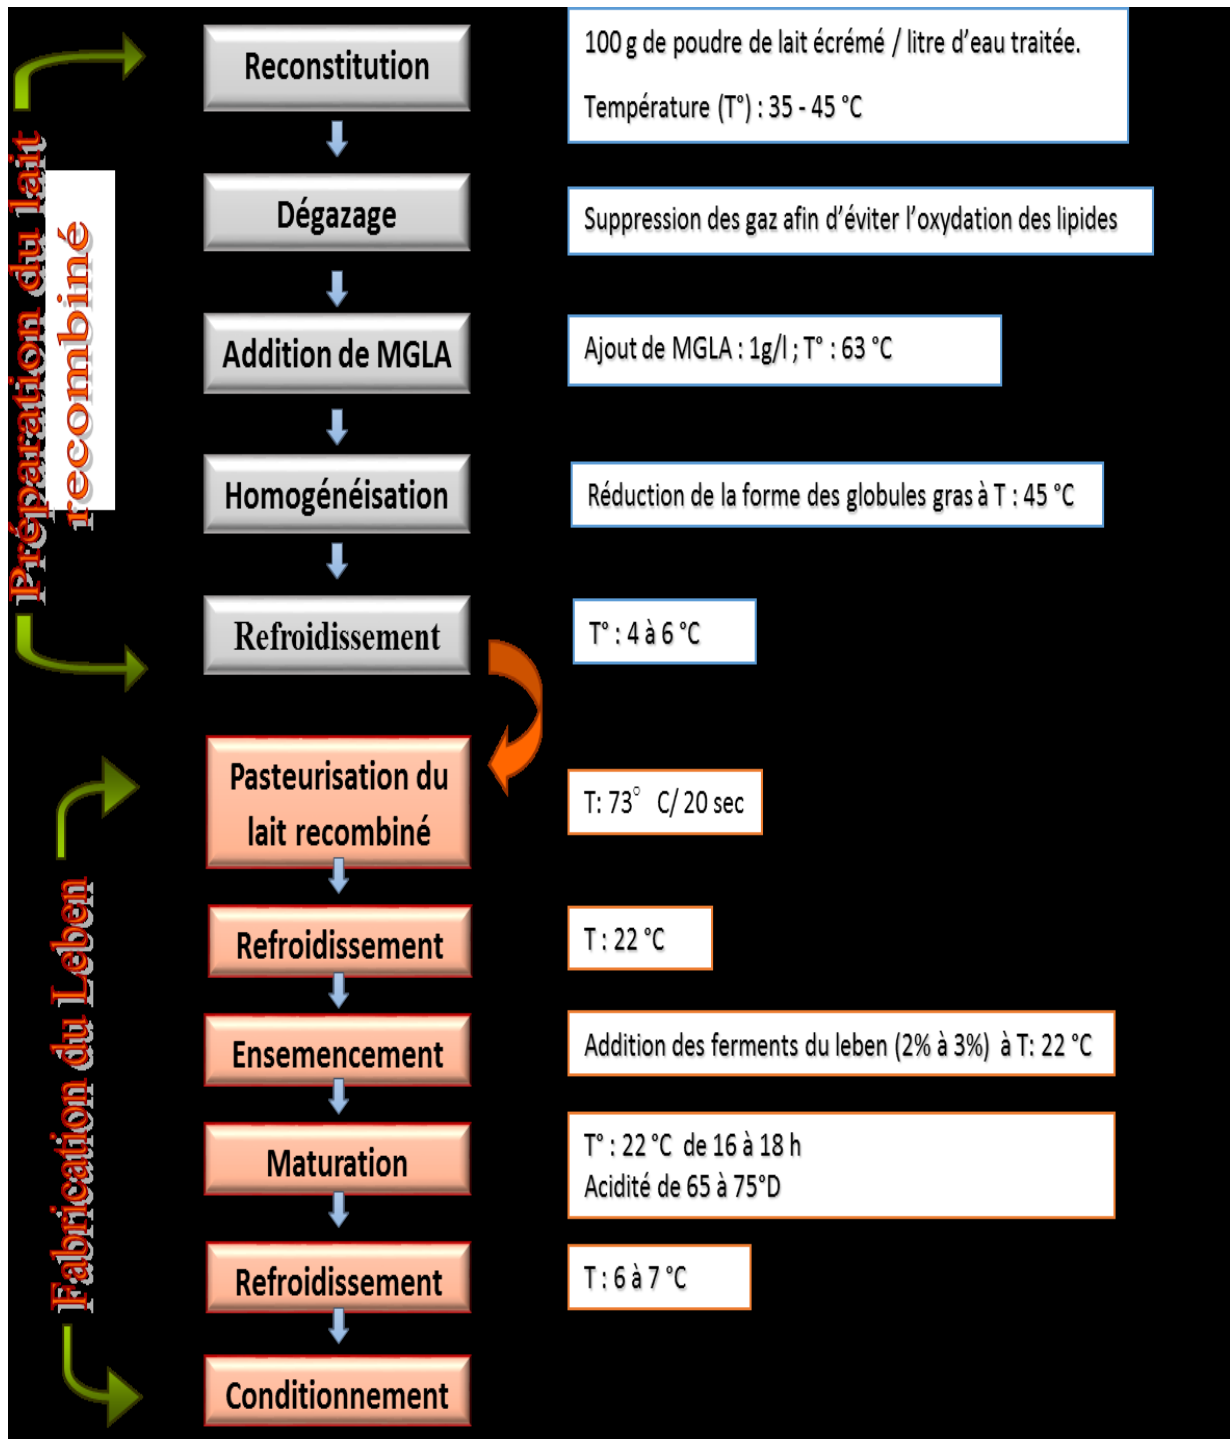 Préparation du lait
recombiné
Reconstitution
100 g de poudre de lait écrémé / litre d'eau traitée.
Température (T°) : 35 - 45 °C
Dégazage
Suppression des gaz afin d'éviter l'oxydation des lipides
Addition de MGLA
Ajout de MGLA : 1g/l ; T° : 63 °C
Homogénéisation
Réduction de la forme des globules gras à T : 45 °C
Refroidissement
T° : 4 à 6 °C
Fabrication du Leben
Pasteurisation du
lait recombiné
T: 73° C/ 20 sec
Refroidissement
T : 22 °C
Ensemencement
Addition des ferments du leben (2% à 3%) à T: 22 °C
Maturation
T° : 22 °C de 16 à 18 h
Acidité de 65 à 75°D
Refroidissement
T : 6 à 7 °C
Conditionnement